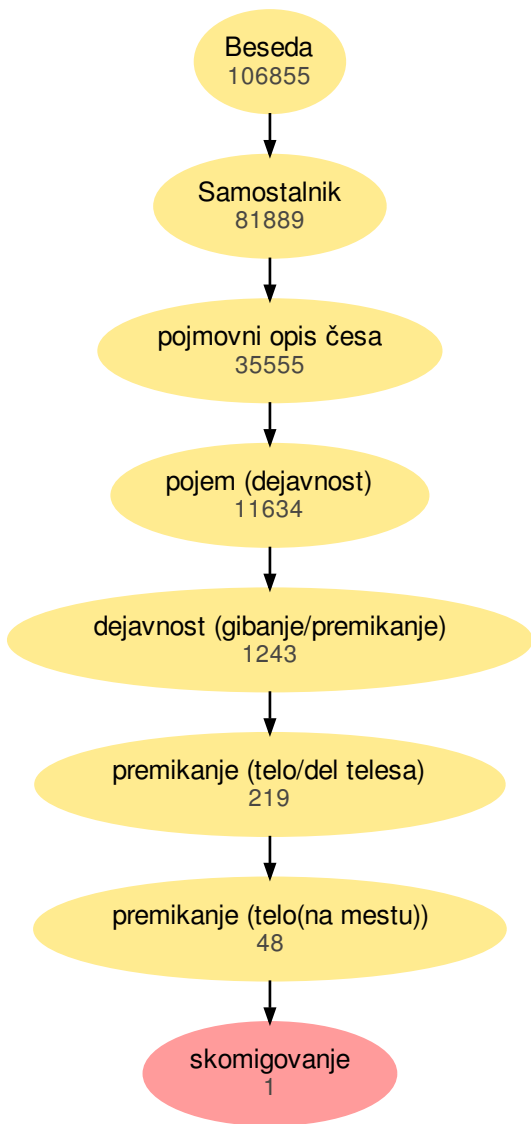 Beseda
106855
Samostalnik
81889
pojmovni opis česa
35555
pojem (dejavnost)
11634
dejavnost (gibanje/premikanje)
1243
premikanje (telo/del telesa)
219
premikanje (telo(na mestu))
48
skomigovanje
1